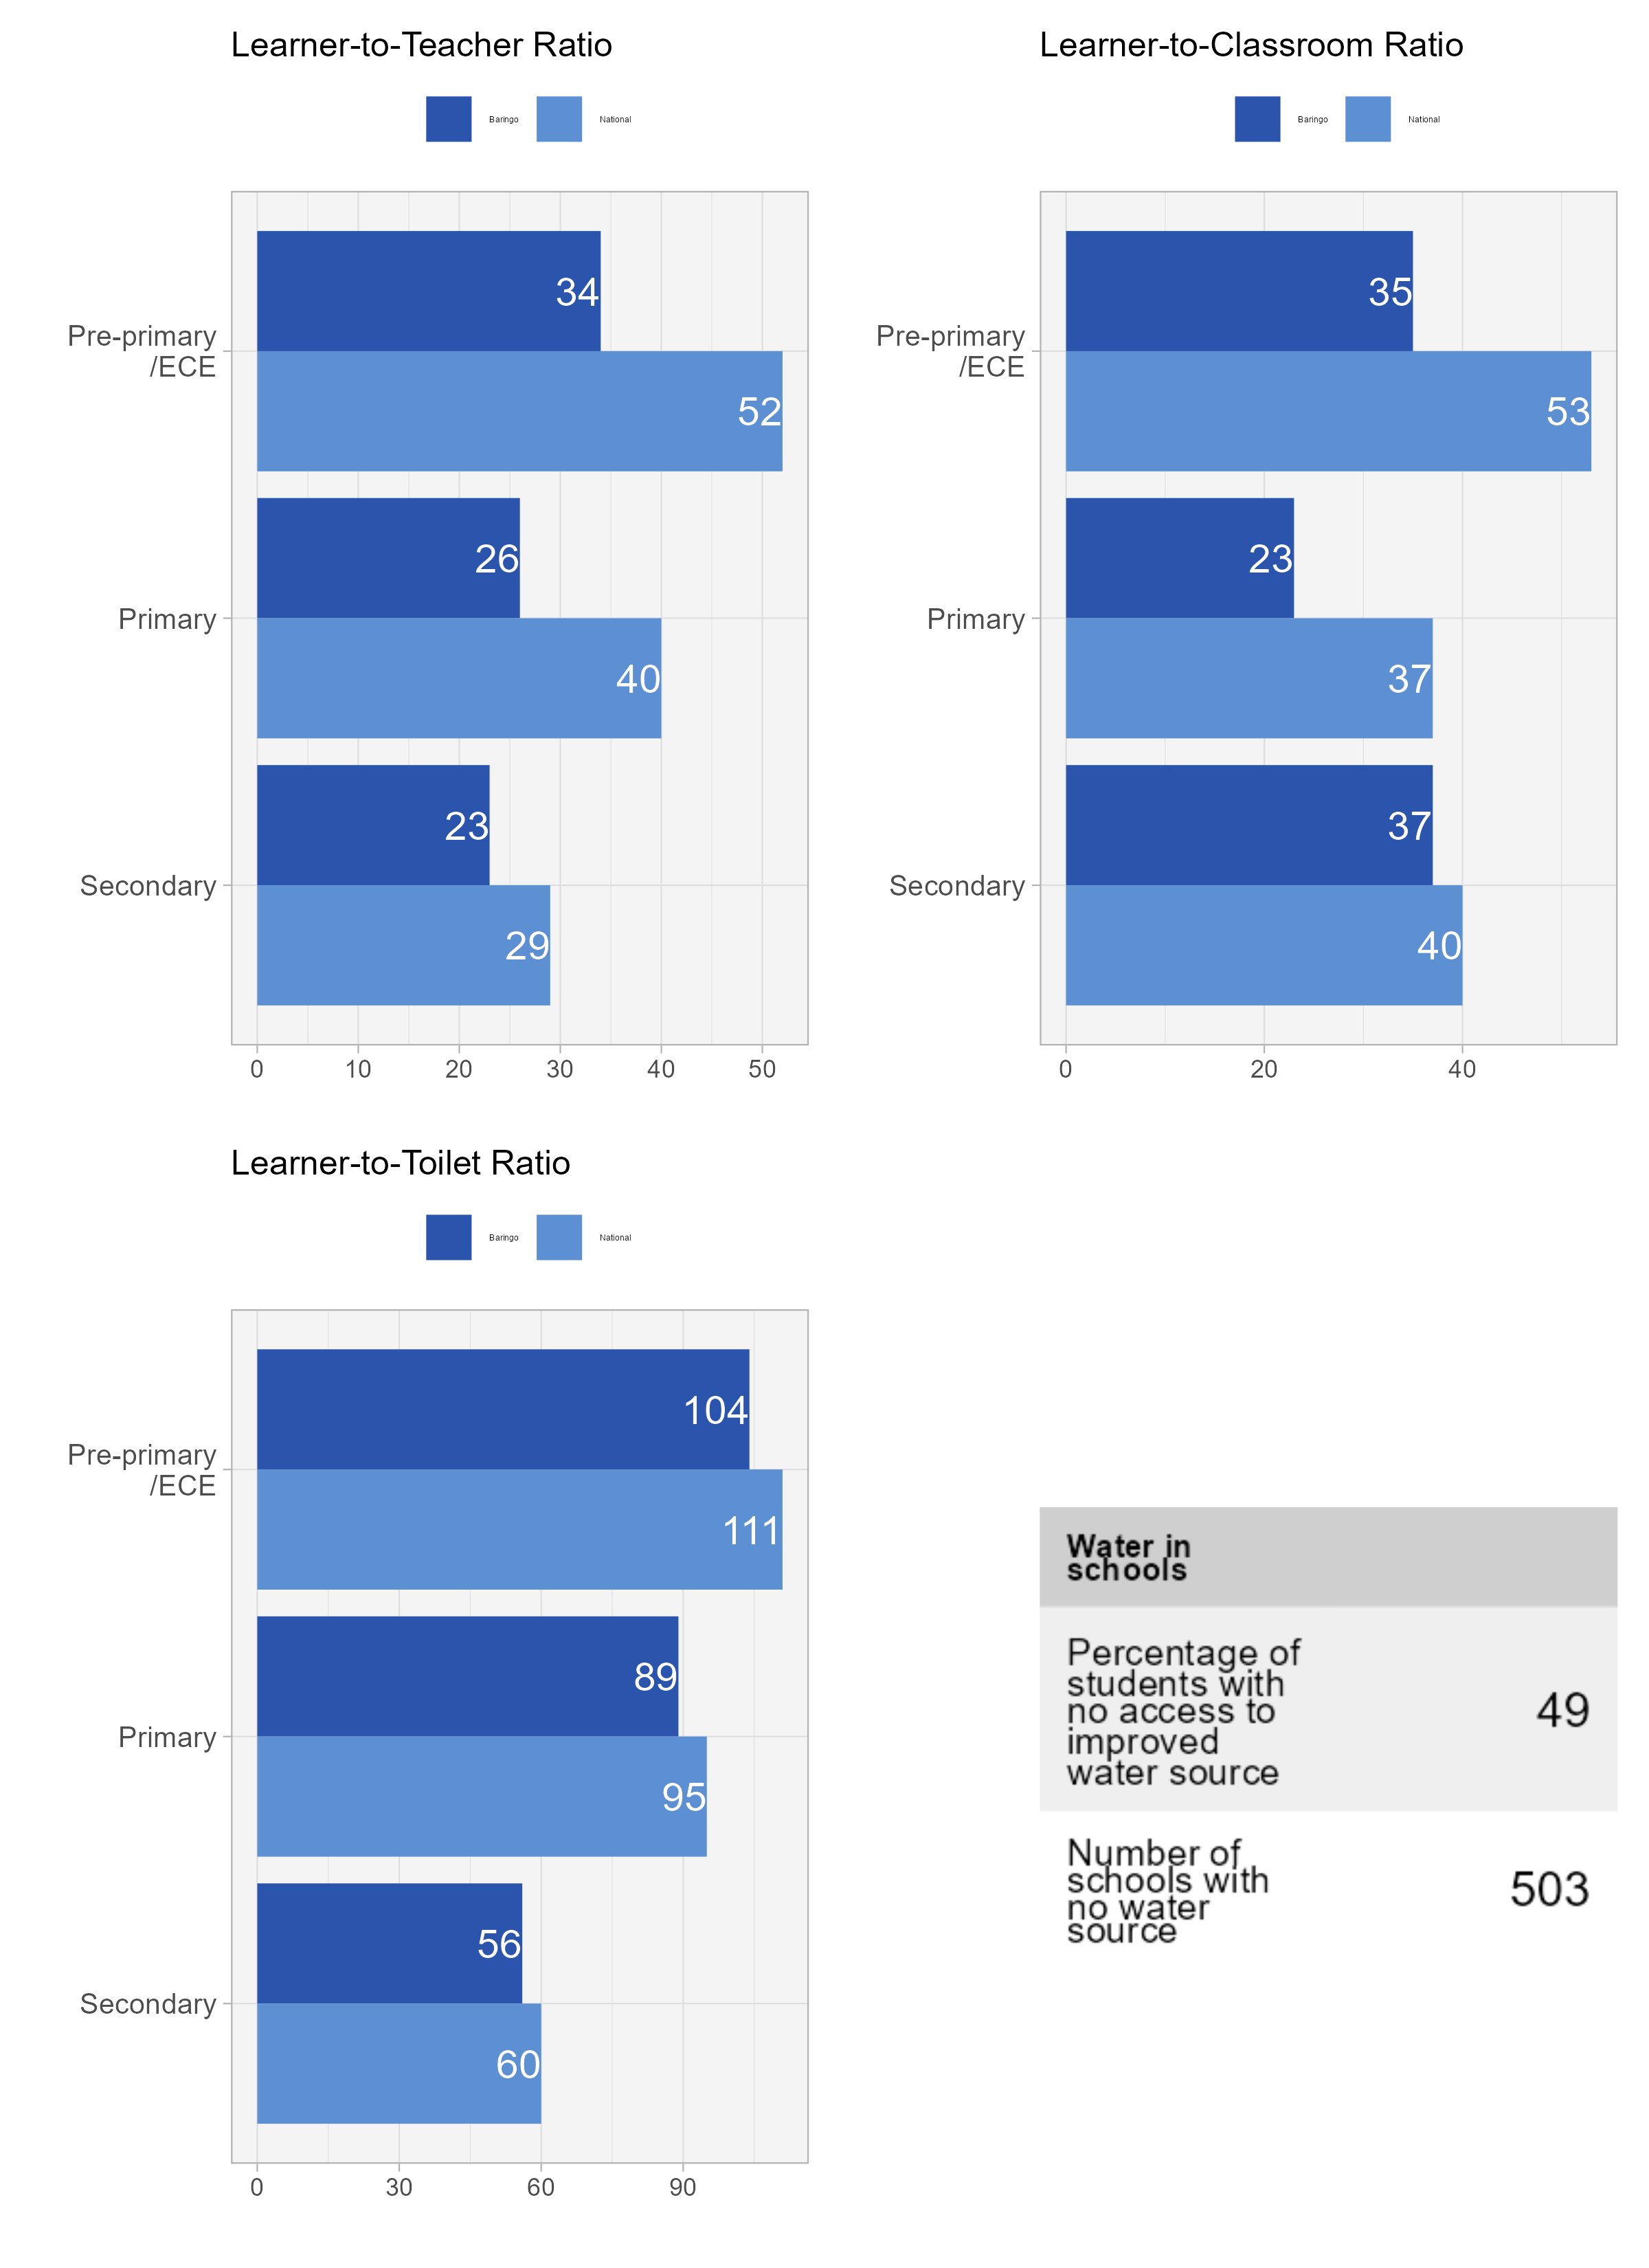 Learner-to-Teacher Ratio
Baringo
National
Pre-primary
/ECE
34
52
Primary
26
40
Secondary
23
29
0 10 20 30 40 50
Learner-to-Classroom Ratio
Baringo
National
Pre-primary
/ECE
35
53
Primary
23
37
Secondary
37
40
0 20 40
Learner-to-Toilet Ratio
Baringo
National
Pre-primary
/ECE
104
111
Primary
89
95
Secondary
56
60
0 30 60 90
Water in
schools
Percentage of
students with
no access to
improved
water source
49
Number of
schools with
no water
source
503